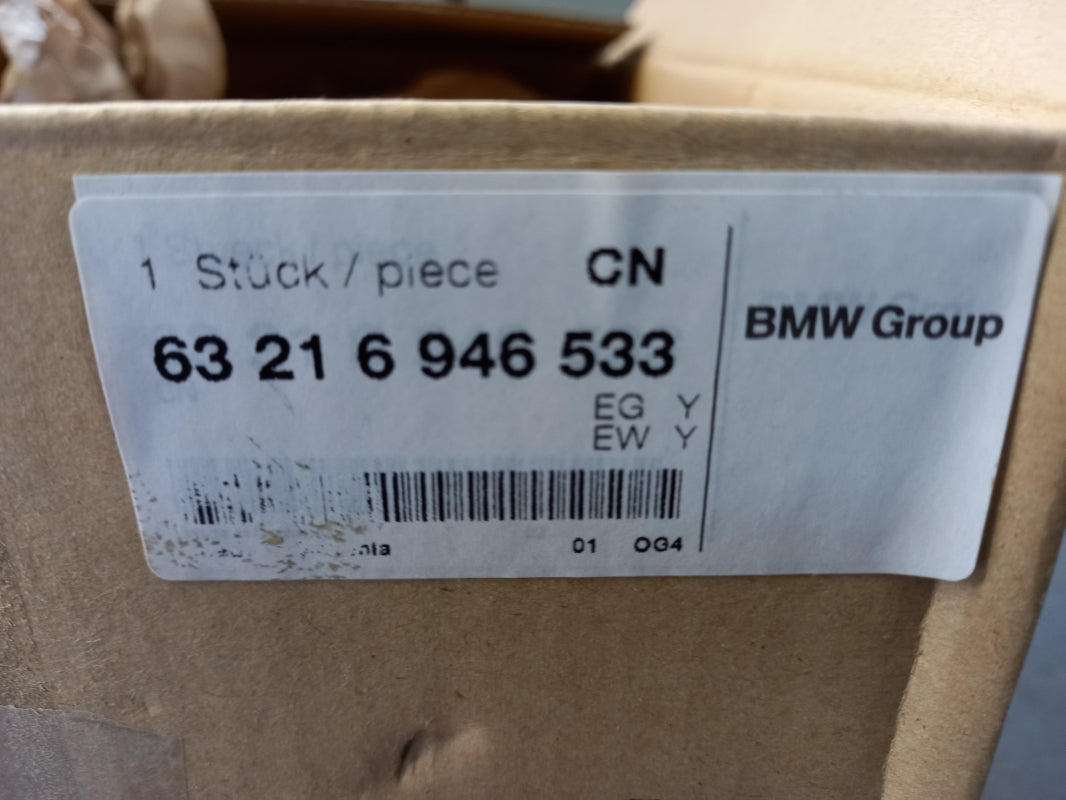 1 Stück / piece CN
63 21 6 946 533
EG Y
EW Y
01 OG4
BMW Group